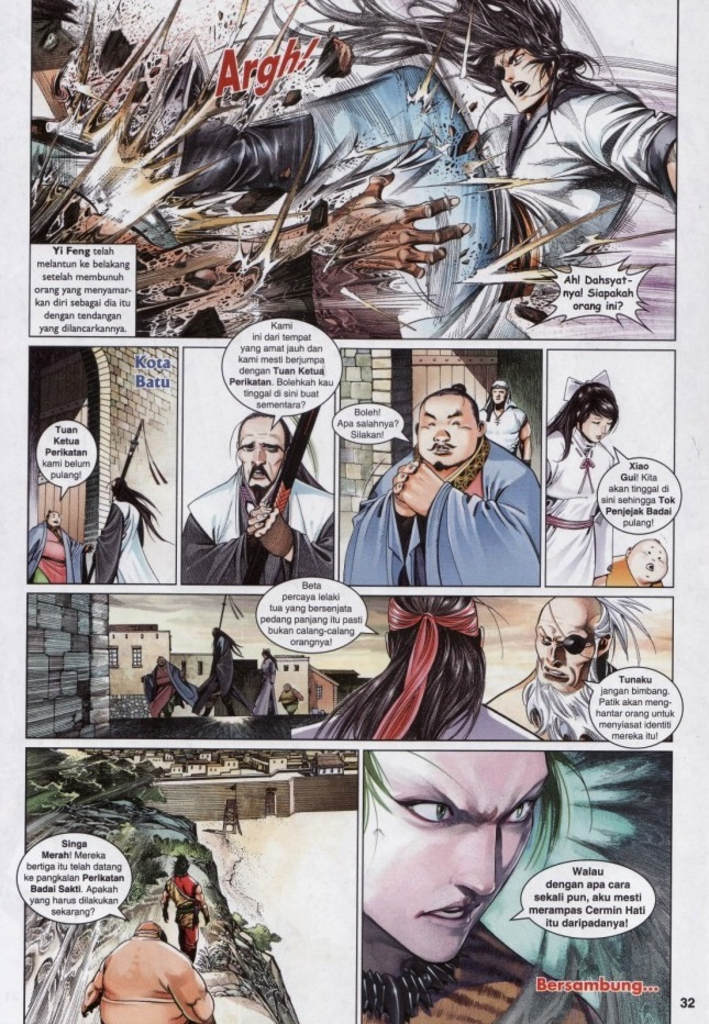 Argh!
Yi Feng telah
melantun ke belakang
setelah membunuh
orang yang menyamar-
kan diri sebagai dia itu
dengan tendangan
yang dilancarkannya.
Ah! Dahsyat-
nya! Siapakah
orang ini?
Kota
Batu
Tuan
Ketua
Perikatan
kami belum
pulang!
Kami
ini dari tempat
yang amat jauh dan
kami mesti berjumpa
dengan Tuan Ketua
Perikatan. Bolehkah kau
tinggal di sini buat
sementara?
Boleh!
Apa salahnya?
Silakan!
Xiao
Gui! Kita
akan tinggal di
sini sehingga Tok
Penjejak Badai
pulang!
Beta
percaya lelaki
tua yang bersenjata
pedang panjang itu pasti
bukan calang-calang
orangnya!
Tunaku
jangan bimbang.
Patik akan meng-
hantar orang untuk
menyiasat identiti
mereka itu!
Singa
Merah! Mereka
bertiga itu telah datang
ke pangkalan Perikatan
Badai Sakti. Apakah
yang harus dilakukan
sekarang?
Walau
dengan apa cara
sekali pun, aku mesti
merampas Cermin Hati
itu daripadanya!
Bersambung...
32